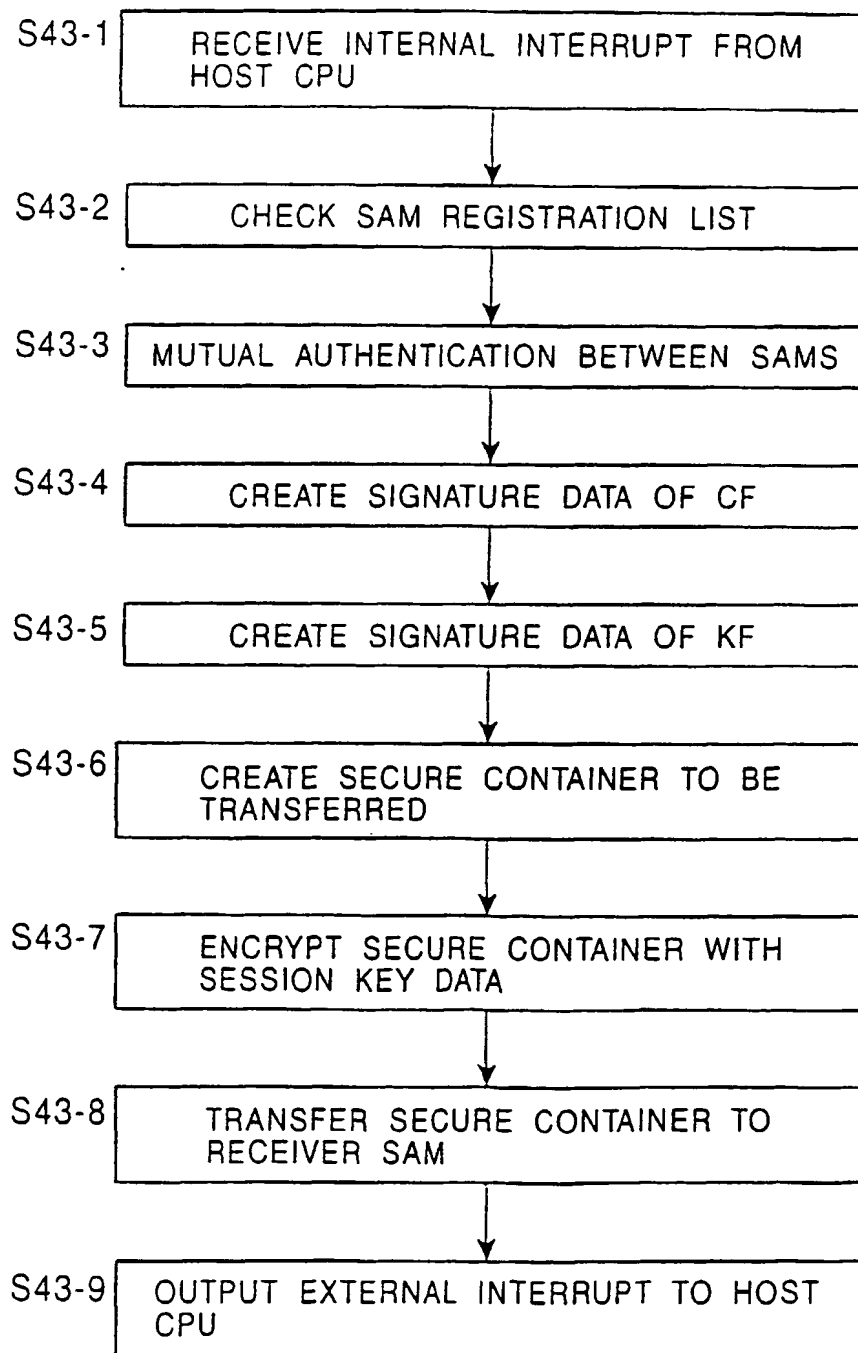 S43-1
RECEIVE INTERNAL INTERRUPT FROM
HOST CPU
S43-2
CHECK SAM REGISTRATION LIST
S43-3
MUTUAL AUTHENTICATION BETWEEN SAMS
S43-4
CREATE SIGNATURE DATA OF CF
S43-5
CREATE SIGNATURE DATA OF KF
S43-6
CREATE SECURE CONTAINER TO BE
TRANSFERRED
S43-7
ENCRYPT SECURE CONTAINER WITH
SESSION KEY DATA
S43-8
TRANSFER SECURE CONTAINER TO
RECEIVER SAM
S43-9
OUTPUT EXTERNAL INTERRUPT TO HOST
CPU